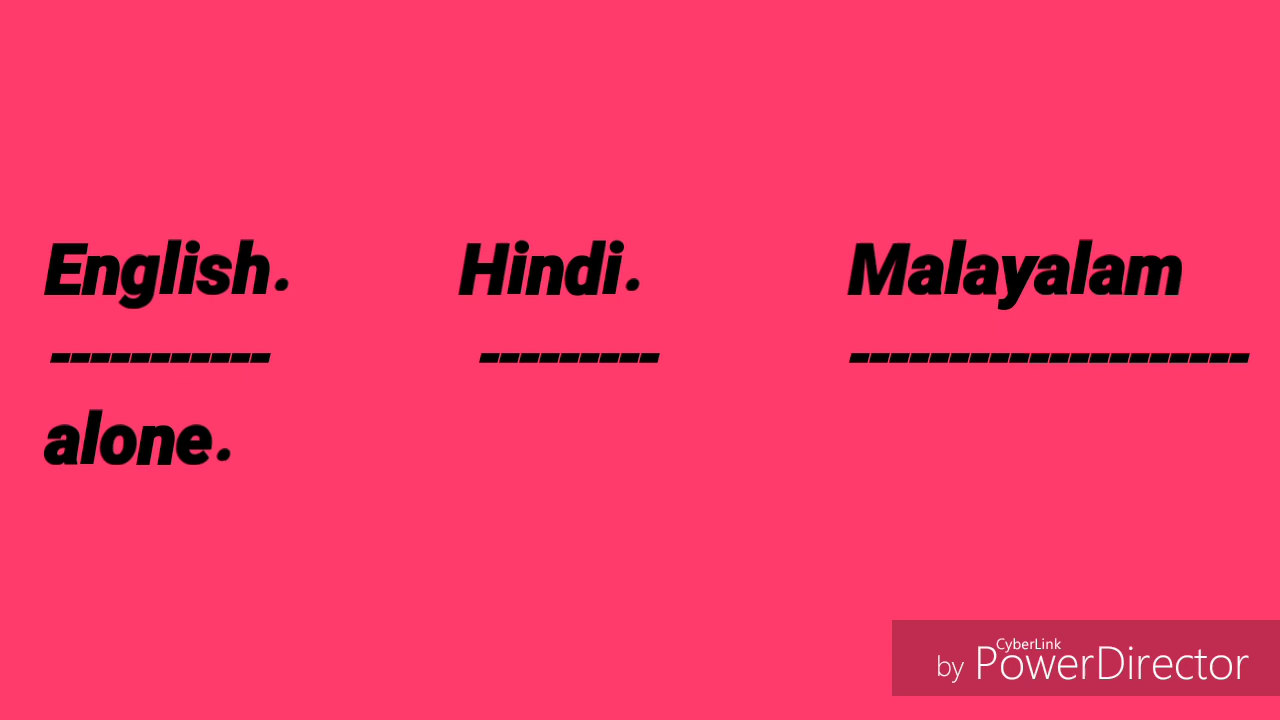 English. Hindi. Malayalam
----------- --------- --------------------
alone.
CyberLink
by PowerDirector